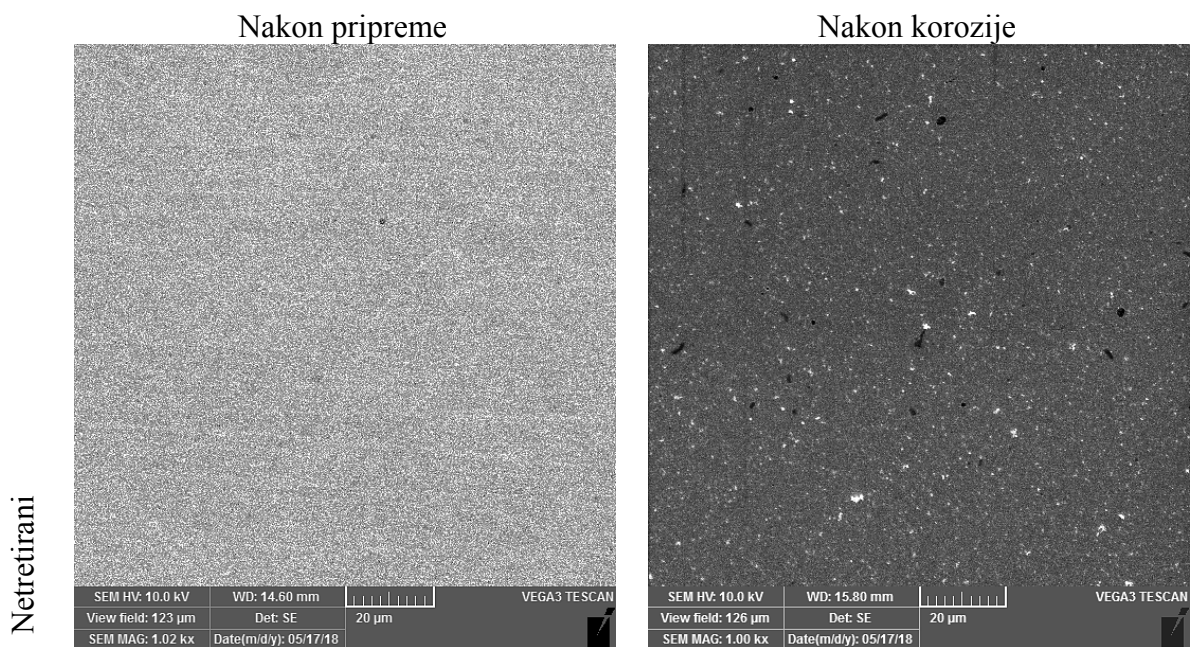 Nakon pripreme
Nakon korozije
Netretirani
SEM HV: 10.0 kV WD: 14.60 mm VEGA3 TESCAN
View field: 123 µm Det: SE 20 µm
SEM MAG: 1.02 kx Date(m/d/y): 05/17/18
SEM HV: 10.0 kV WD: 15.80 mm VEGA3 TESCAN
View field: 126 µm Det: SE 20 µm
SEM MAG: 1.00 kx Date(m/d/y): 05/17/18